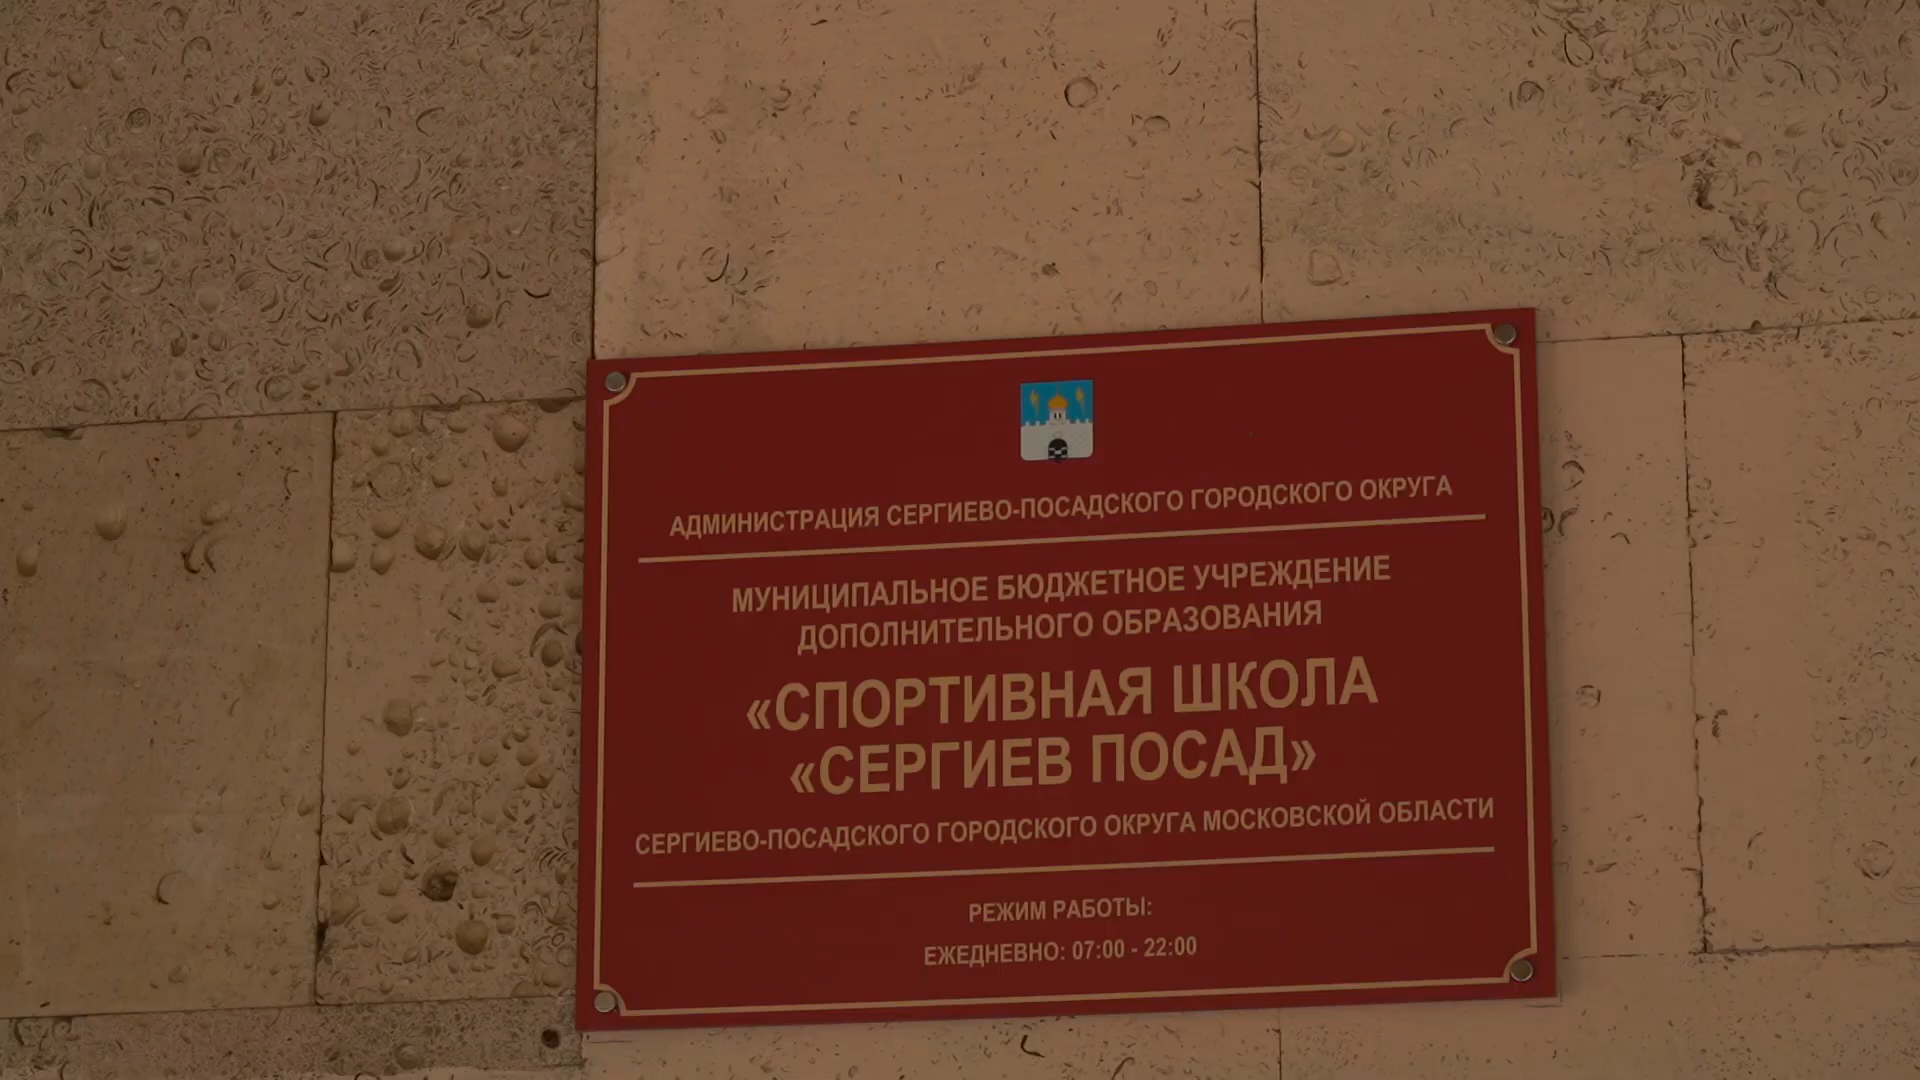 АДМИНИСТРАЦИЯ СЕРГИЕВО-ПОСАДСКОГО ГОРОДСКОГО ОКРУГА
МУНИЦИПАЛЬНОЕ БЮДЖЕТНОЕ УЧРЕЖДЕНИЕ
ДОПОЛНИТЕЛЬНОГО ОБРАЗОВАНИЯ
«СПОРТИВНАЯ ШКОЛА
«СЕРГИЕВ ПОСАД»
СЕРГИЕВО-ПОСАДСКОГО ГОРОДСКОГО ОКРУГА МОСКОВСКОЙ ОБЛАСТИ
РЕЖИМ РАБОТЫ:
ЕЖЕДНЕВНО: 07:00 - 22:00